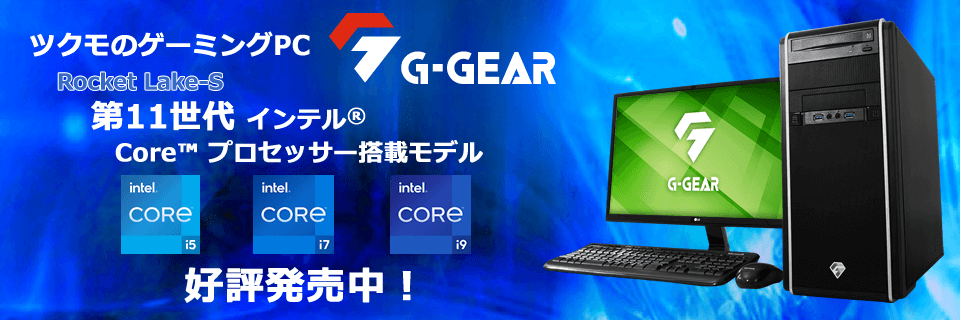 ツクモのゲーミングPC
G-GEAR
Rocket Lake-S
第11世代 インテル®
Core™ プロセッサー搭載モデル
intel.
CORE
i5
intel.
CORE
i7
intel.
CORE
i9
好評発売中！
G-GEAR
LG